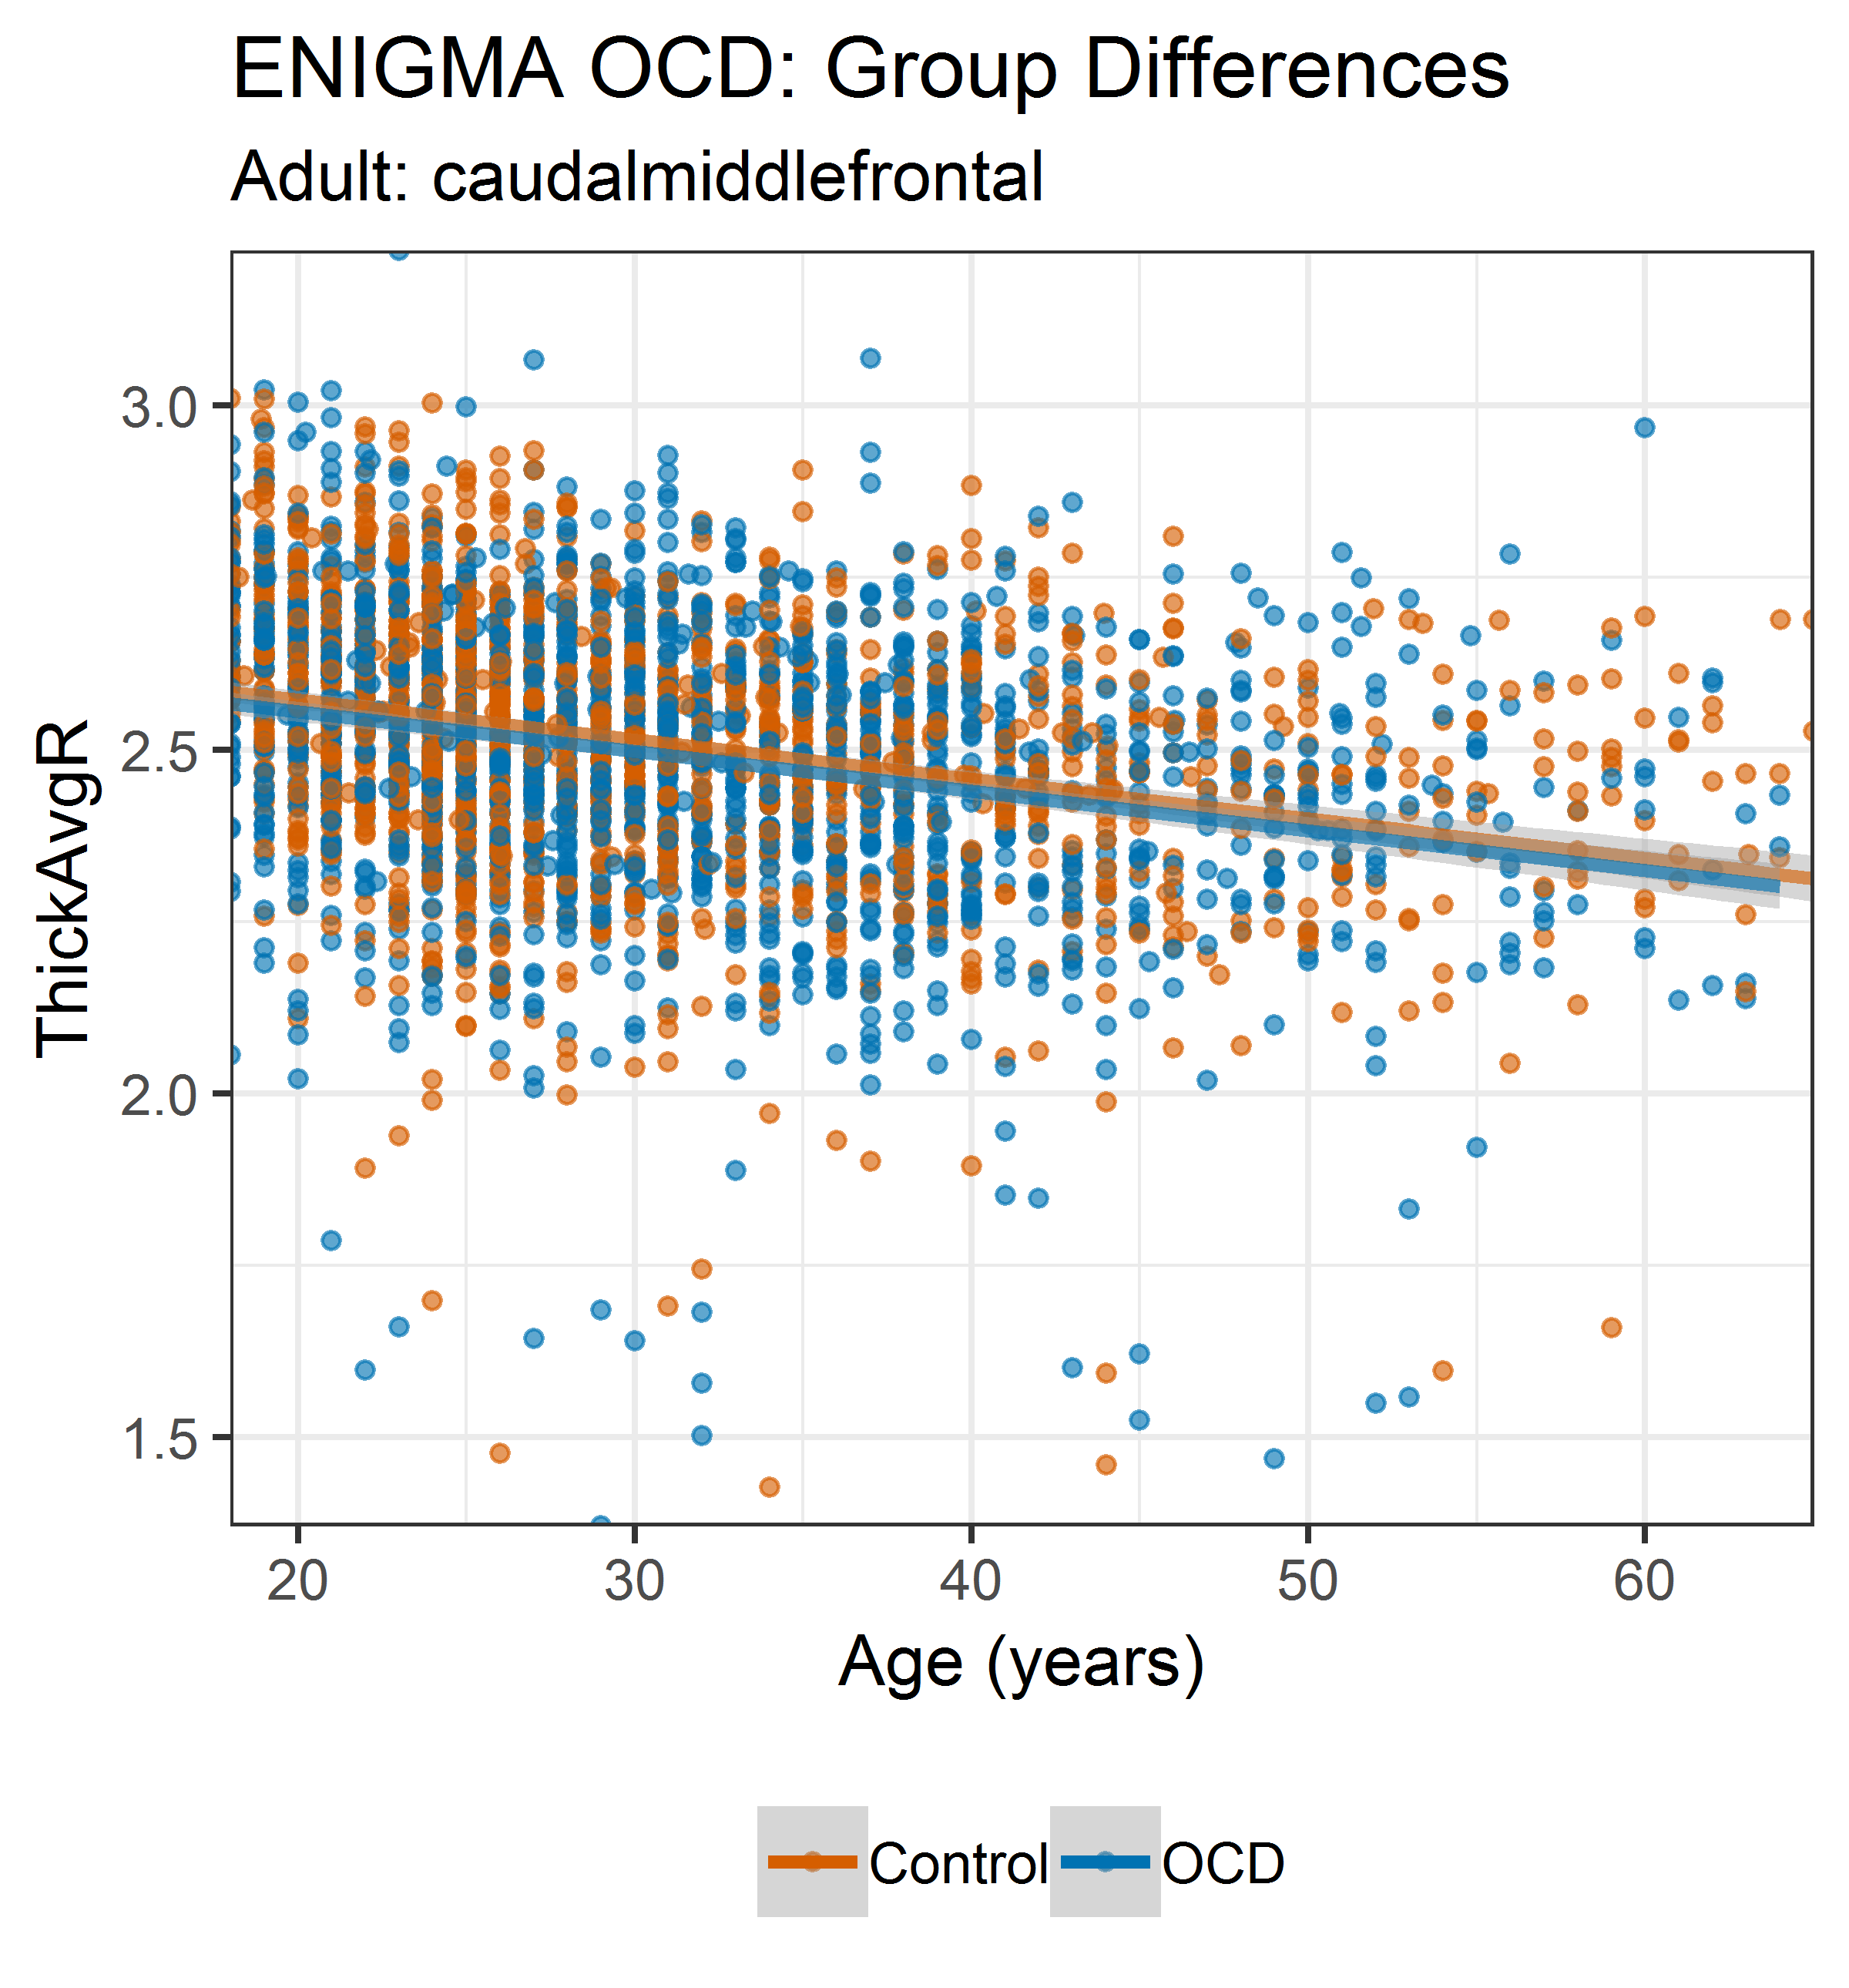 ENIGMA OCD: Group Differences
Adult: caudalmiddlefrontal
ThickAvgR
3.0
2.5
2.0
1.5
20 30 40 50 60
Age (years)
Control OCD